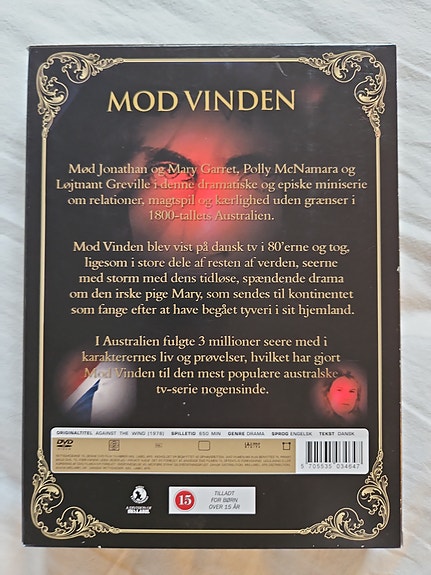 MOD VINDEN
Mød Jonathan og Mary Garret, Polly McNamara og
Løjtnant Greville i denne dramatiske og episke miniserie
om relationer, magtspil og kærlighed uden grænser i
1800-tallets Australien.
Mod Vinden blev vist på dansk tv i 80'erne og tog,
ligesom i store dele af resten af verden, seerne
med storm med dens tidløse, spændende drama
om den irske pige Mary, som sendes til kontinentet
som fange efter at have begået tyveri i sit hjemland.
I Australien fulgte 3 millioner seere med i
karakterernes liv og prøvelser, hvilket har gjort
Mod Vinden til den mest populære australske
tv-serie nogensinde.
ORIGINALTITEL AGAINST THE WIND (1978) SPILLETID 650 MIN GENRE DRAMA SPROG ENGELSK TEKST DANSK
DVD
5 705535 034647
A DIVISION OF
15
TILLADT
FOR BØRN
OVER 15 ÅR